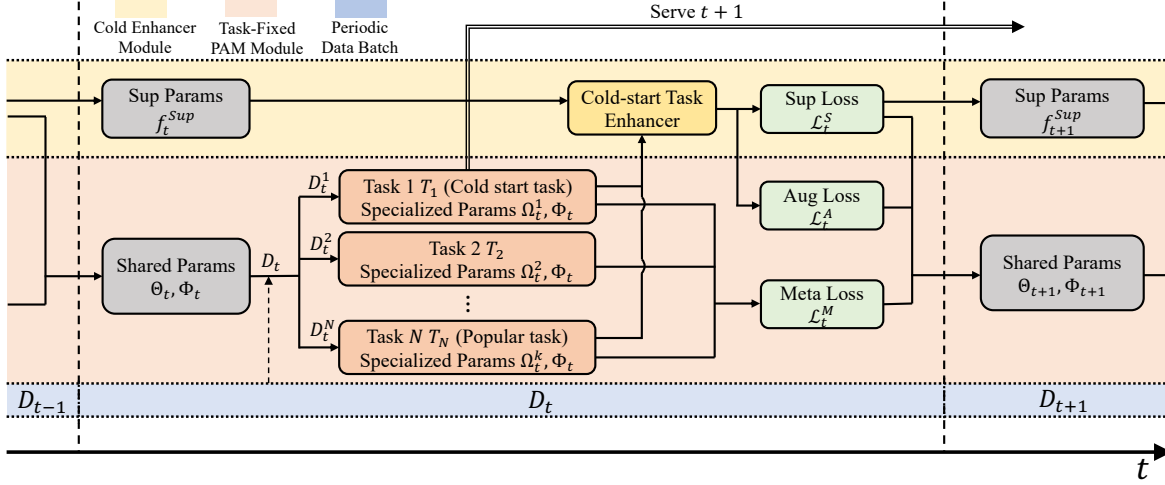 Serve t + 1
Cold Enhancer
Module
Task-Fixed
PAM Module
Periodic
Data Batch
Sup Params
f_t^{Sup}
Cold-start Task
Enhancer
Sup Loss
ℒ_t^S
Sup Params
f_{t+1}^{Sup}
D_t^1
Task 1 T_1 (Cold start task)
Specialized Params Ω_t^1, Φ_t
Aug Loss
ℒ_t^A
Shared Params
Θ_t, Φ_t
D_t
D_t^2
Task 2 T_2
Specialized Params Ω_t^2, Φ_t
⋮
D_t^N
Task N T_N (Popular task)
Specialized Params Ω_t^k, Φ_t
Meta Loss
ℒ_t^M
Shared Params
Θ_{t+1}, Φ_{t+1}
D_{t-1}
D_t
D_{t+1}
t